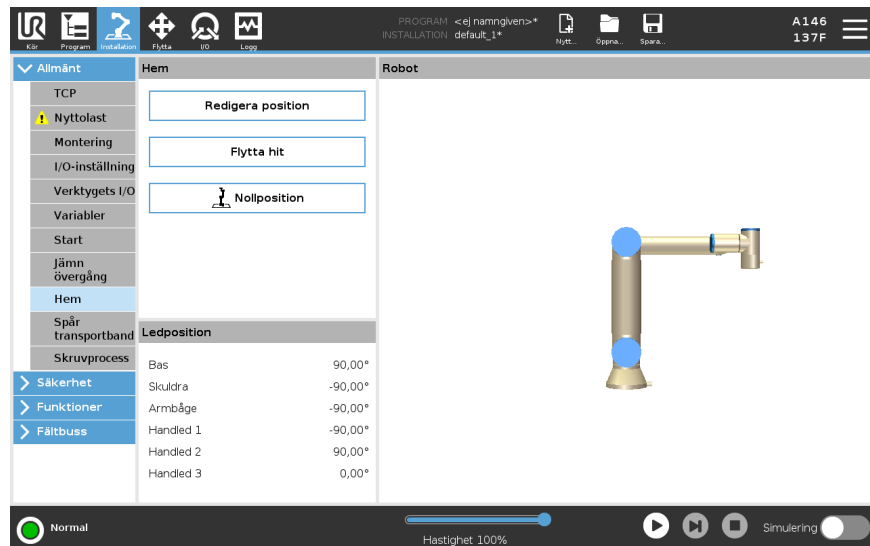 UR
Kör
Program
Installation
Flytta
I/O
Logg
PROGRAM <ej namngiven>*
INSTALLATION default_1*
Nytt...
Öppna...
Spara...
A146
137F
Allmänt
TCP
Nyttolast
Montering
I/O-inställning
Verktygets I/O
Variabler
Start
Jämn
övergång
Hem
Spår
transportband
Skruvprocess
Säkerhet
Funktioner
Fältbuss
Hem
Redigera position
Flytta hit
Nollposition
Ledposition
Bas 90,00°
Skuldra -90,00°
Armbåge -90,00°
Handled 1 -90,00°
Handled 2 90,00°
Handled 3 0,00°
Robot
Normal
Hastighet 100%
Simulering